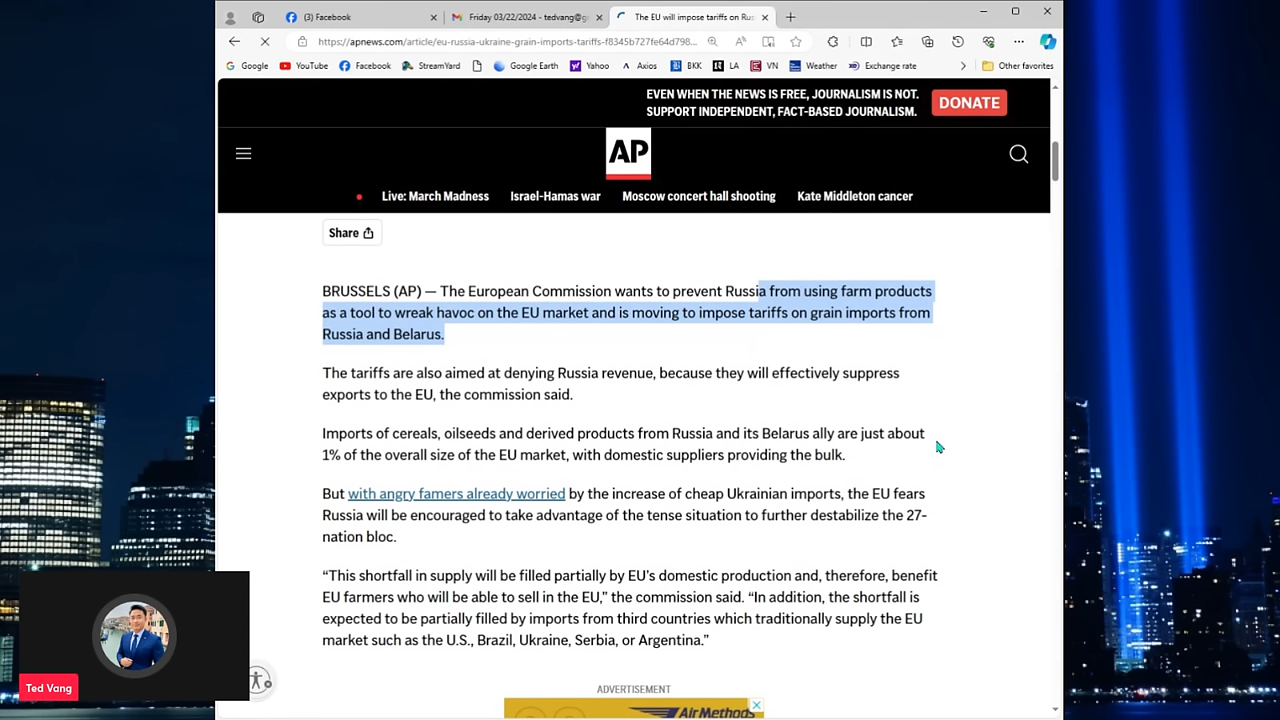 (3) Facebook
Friday 03/22/2024 - tedvang@g
The EU will impose tariffs on Rus
https://apnews.com/article/eu-russia-ukraine-grain-imports-tariffs-f8345b727fe64d798...
Google
YouTube
Facebook
StreamYard
Google Earth
Yahoo
Axios
BKK
LA
VN
Weather
Exchange rate
Other favorites
EVEN WHEN THE NEWS IS FREE, JOURNALISM IS NOT.
SUPPORT INDEPENDENT, FACT-BASED JOURNALISM.
DONATE
AP
Live: March Madness
Israel-Hamas war
Moscow concert hall shooting
Kate Middleton cancer
Share
BRUSSELS (AP) — The European Commission wants to prevent Russia from using farm products
as a tool to wreak havoc on the EU market and is moving to impose tariffs on grain imports from
Russia and Belarus.
The tariffs are also aimed at denying Russia revenue, because they will effectively suppress
exports to the EU, the commission said.
Imports of cereals, oilseeds and derived products from Russia and its Belarus ally are just about
1% of the overall size of the EU market, with domestic suppliers providing the bulk.
But with angry famers already worried by the increase of cheap Ukrainian imports, the EU fears
Russia will be encouraged to take advantage of the tense situation to further destabilize the 27-
nation bloc.
“This shortfall in supply will be filled partially by EU's domestic production and, therefore, benefit
EU farmers who will be able to sell in the EU,” the commission said. “In addition, the shortfall is
expected to be partially filled by imports from third countries which traditionally supply the EU
market such as the U.S., Brazil, Ukraine, Serbia, or Argentina.”
ADVERTISEMENT
Air Methods
Ted Vang